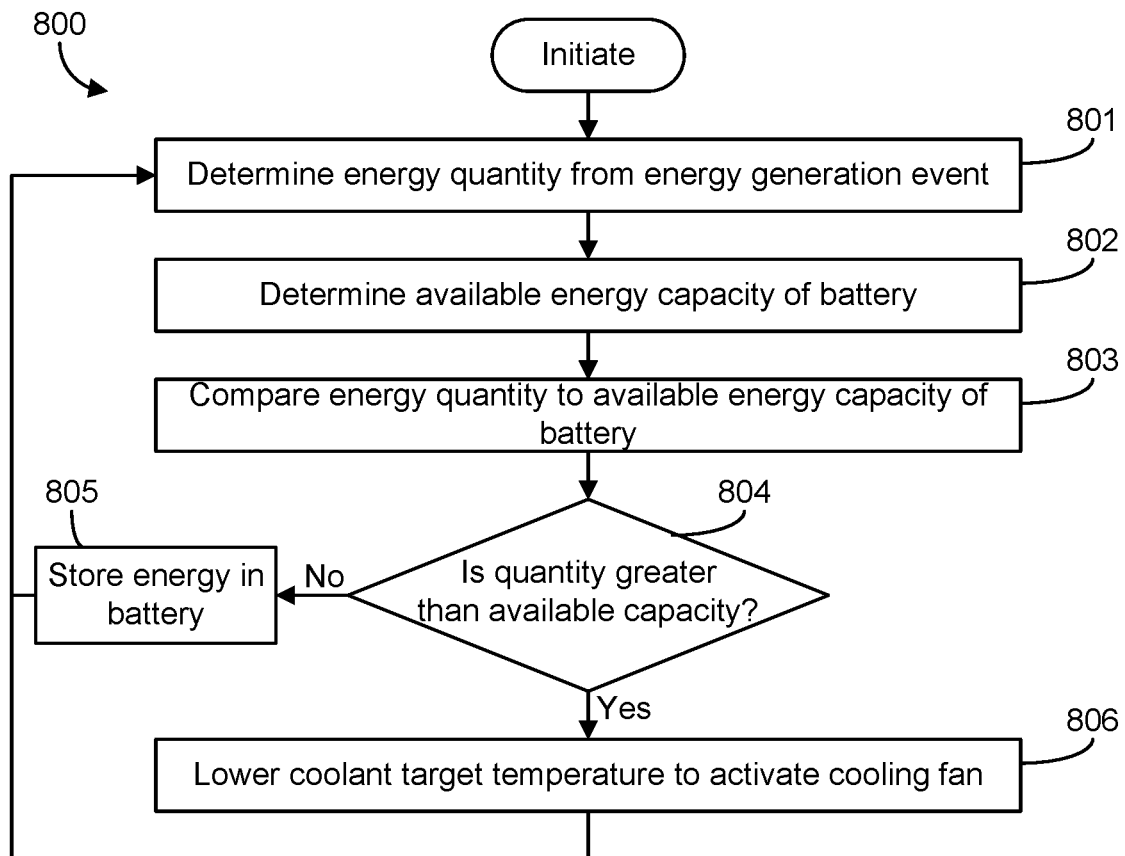 800
Initiate
801
Determine energy quantity from energy generation event
802
Determine available energy capacity of battery
803
Compare energy quantity to available energy capacity of
battery
804
Is quantity greater
than available capacity?
No
805
Store energy in
battery
Yes
806
Lower coolant target temperature to activate cooling fan